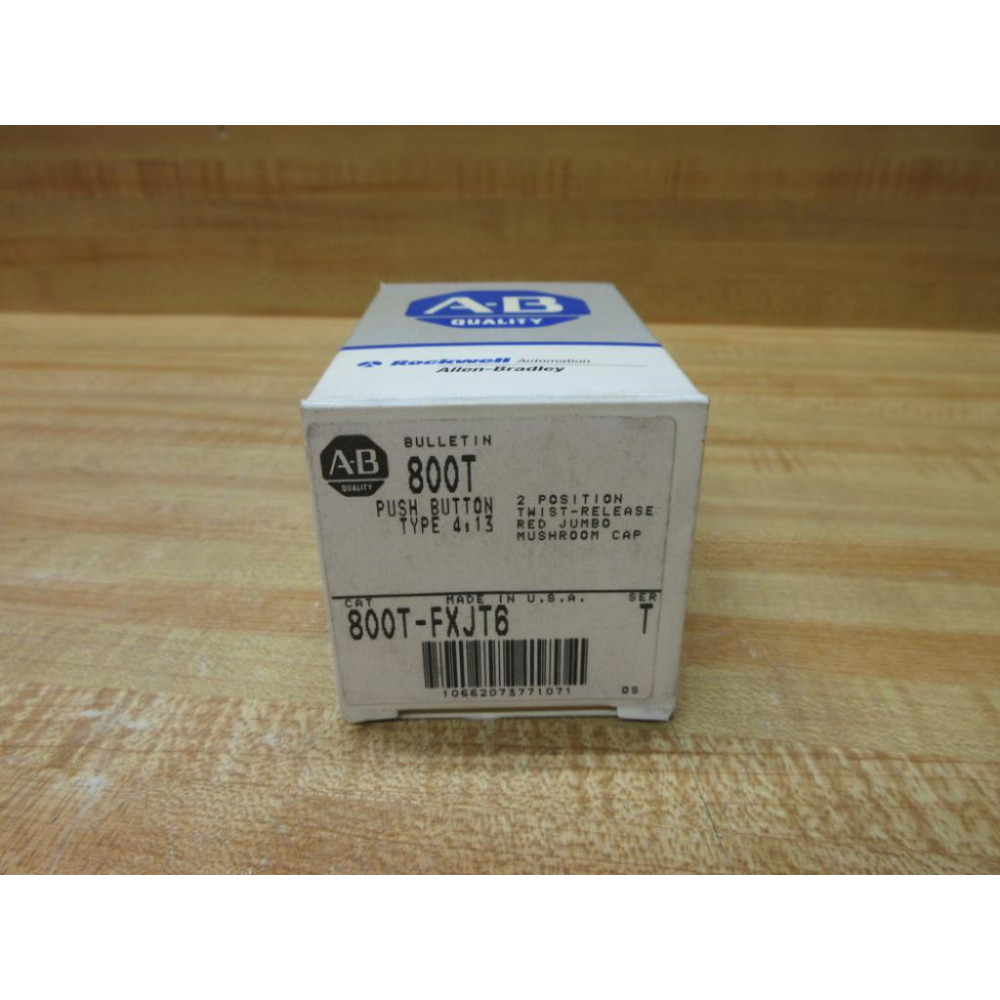 A-B
QUALITY
Rockwell Automation
Allen-Bradley
A-B
QUALITY
BULLETIN
800T
PUSH BUTTON
TYPE 4,13
2 POSITION
TWIST-RELEASE
RED JUMBO
MUSHROOM CAP
CAT MADE IN U.S.A. SER
800T-FXJT6 T
10662073771071 08